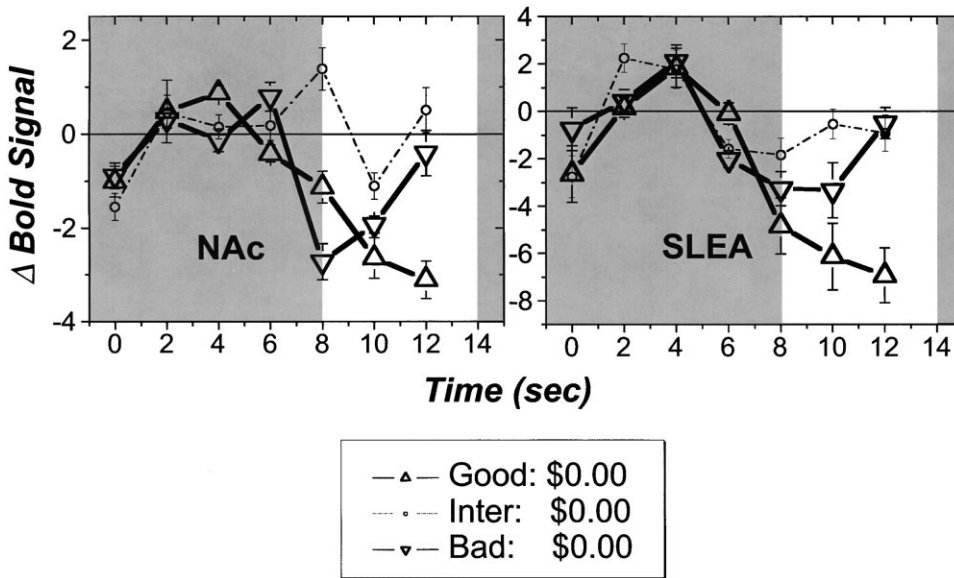 Δ Bold Signal
2
0
-2
-4
NAc
0 2 4 6 8 10 12
4
2
0
-2
-4
-6
-8
SLEA
0 2 4 6 8 10 12
Time (sec)
Good: $0.00
Inter: $0.00
Bad: $0.00